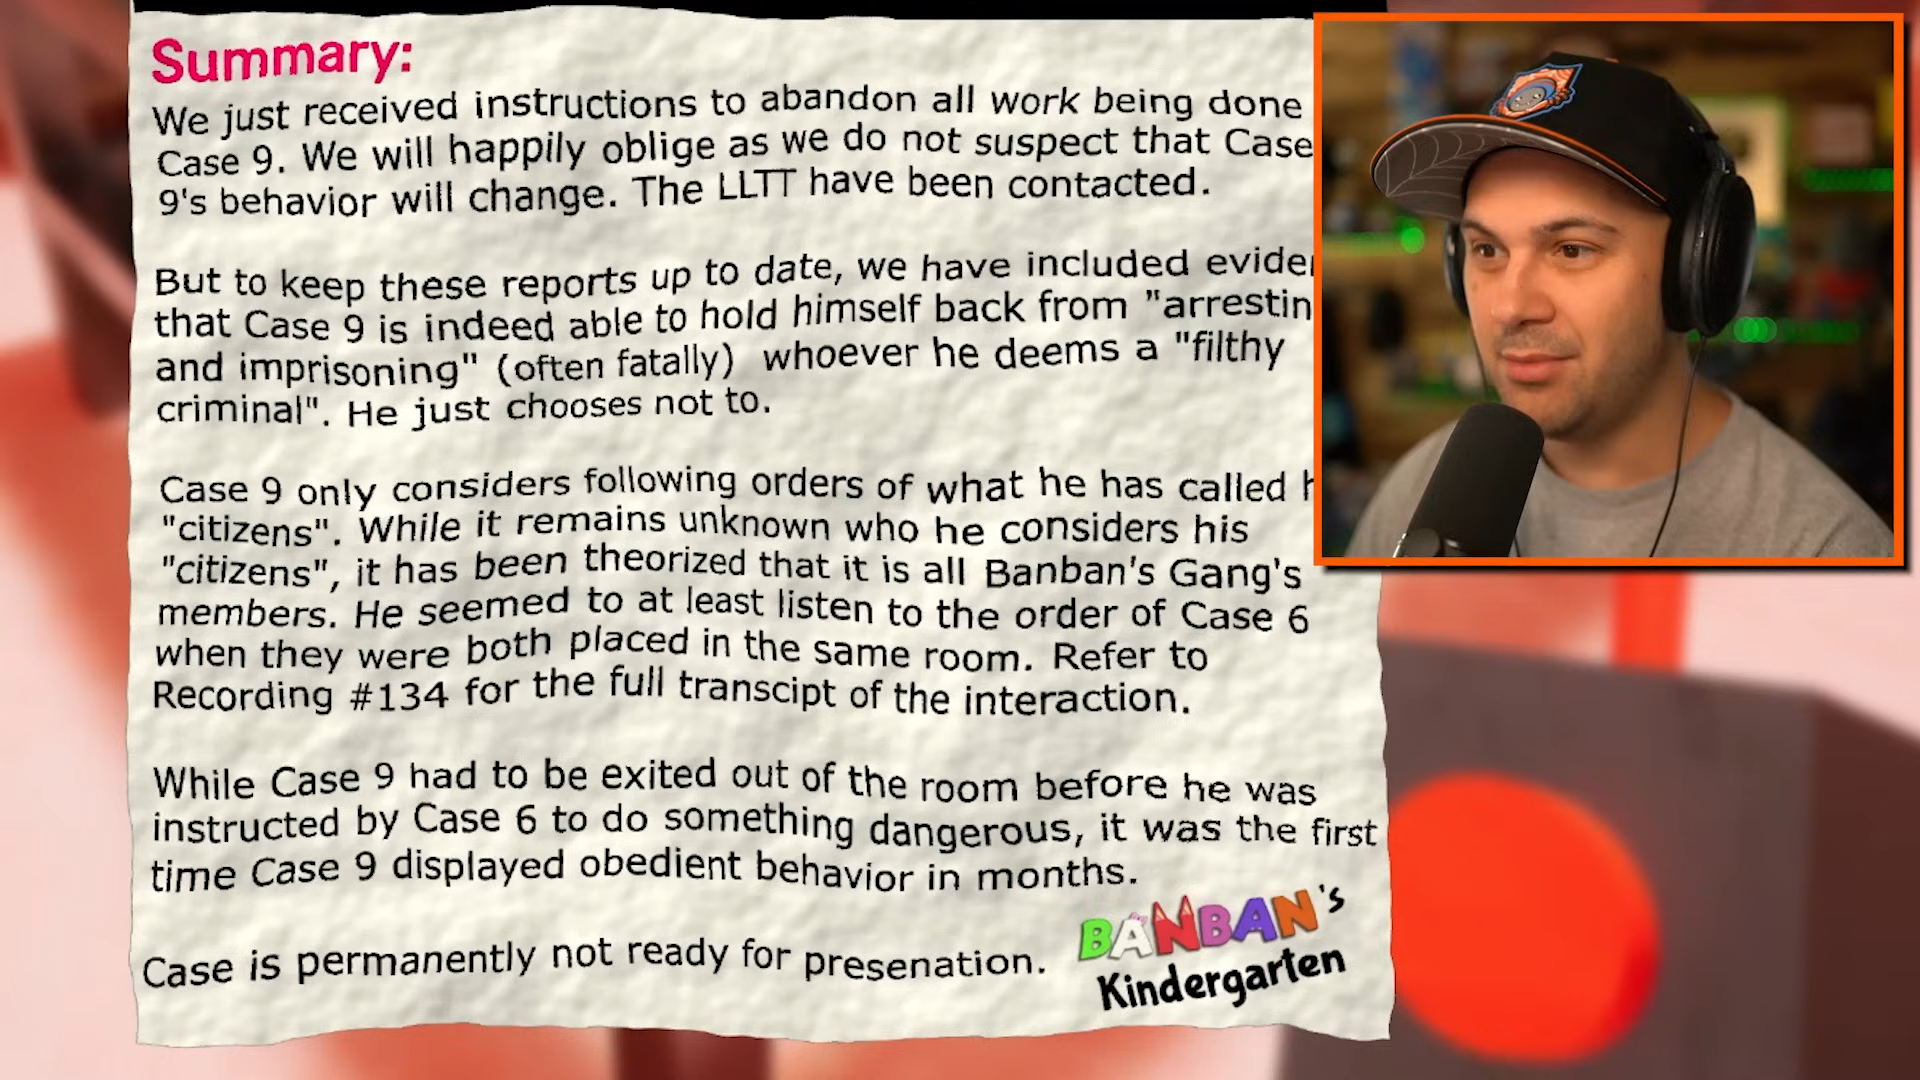 Summary:
We just received instructions to abandon all work being done
Case 9. We will happily oblige as we do not suspect that Case
9's behavior will change. The LLTT have been contacted.
But to keep these reports up to date, we have included
that Case 9 is indeed able to hold himself back from "arrestin
and imprisoning" (often fatally) whoever he deems a "filthy
criminal". He just chooses not to.
Case 9 only considers following orders of what he has called
"citizens". While it remains unknown who he considers his
"citizens", it has been theorized that it is all Banban's Gang's
members. He seemed to at least listen to the order of Case 6
when they were both placed in the same room. Refer to
Recording #134 for the full transcipt of the interaction.
While Case 9 had to be exited out of the room before he was
instructed by Case 6 to do something dangerous, it was the first
time Case 9 displayed obedient behavior in months.
Case is permanently not ready for presenation.
BANBAN's
Kindergarten